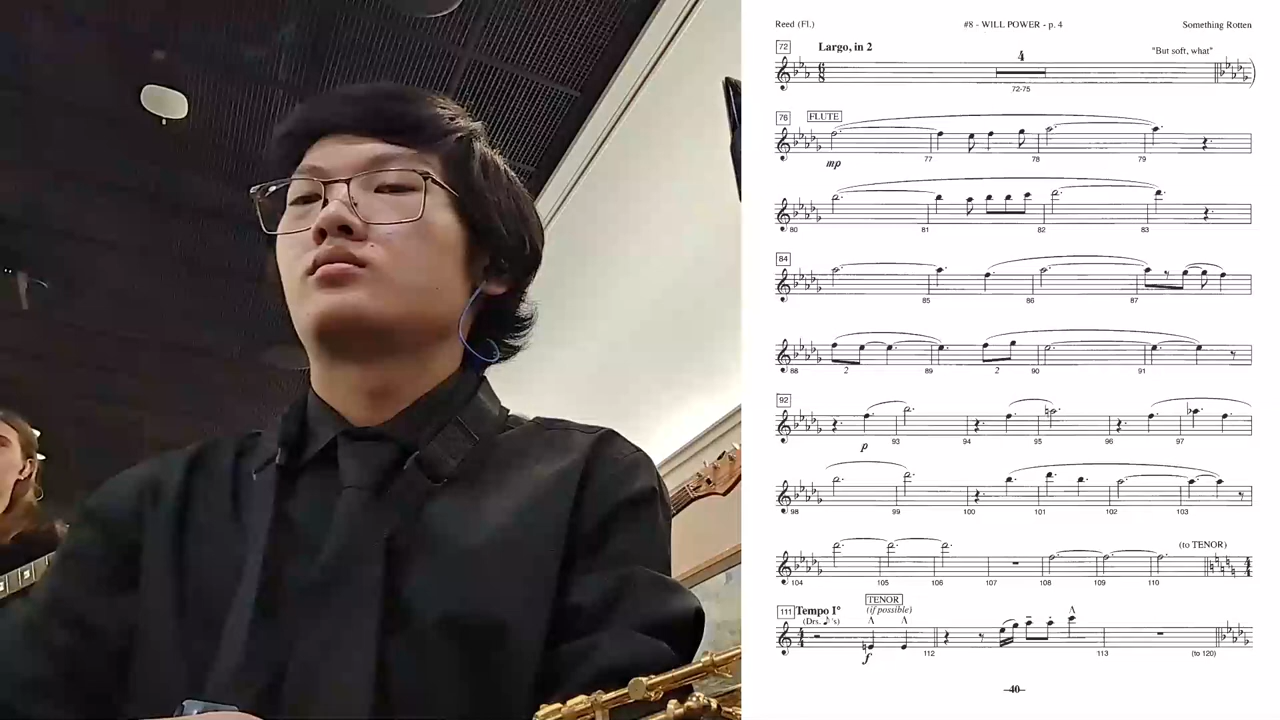 Reed (Fl.) #8 - WILL POWER - p. 4 Something Rotten
72 Largo, in 2 4 "But soft, what"
72-75
76 FLUTE
mp 77 78 79
80 81 82 83
84
85 86 87
88 2 89 2 90 91
92
p 93 94 95 96 97
98 99 100 101 102 103
(to TENOR)
104 105 106 107 108 109 110
111 Tempo I° TENOR
(Drs. ♪'s) (if possible)
f 112 113 (to 120)
–40–